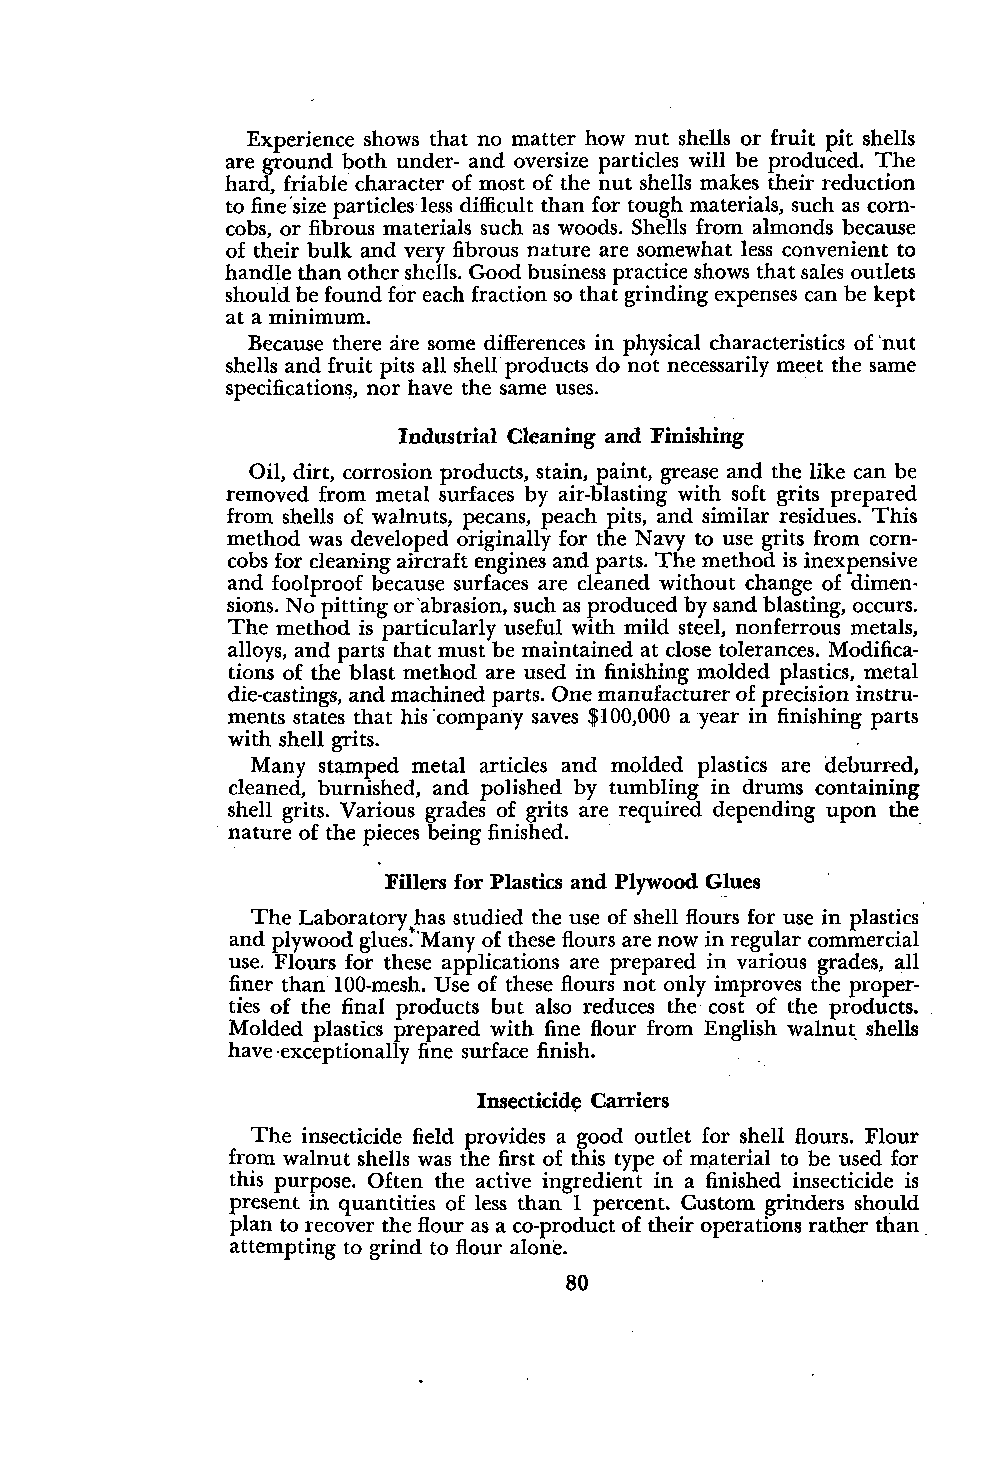 Experience shows that no matter how nut shells or fruit pit shells
are ground both under- and oversize particles will be produced. The
hard, friable character of most of the nut shells makes their reduction
to fine size particles less difficult than for tough materials, such as corn-
cobs, or fibrous materials such as woods. Shells from almonds because
of their bulk and very fibrous nature are somewhat less convenient to
handle than other shells. Good business practice shows that sales outlets
should be found for each fraction so that grinding expenses can be kept
at a minimum.
Because there are some differences in physical characteristics of nut
shells and fruit pits all shell products do not necessarily meet the same
specifications, nor have the same uses.
Industrial Cleaning and Finishing
Oil, dirt, corrosion products, stain, paint, grease and the like can be
removed from metal surfaces by air-blasting with soft grits prepared
from shells of walnuts, pecans, peach pits, and similar residues. This
method was developed originally for the Navy to use grits from corn-
cobs for cleaning aircraft engines and parts. The method is inexpensive
and foolproof because surfaces are cleaned without change of dimen-
sions. No pitting or abrasion, such as produced by sand blasting, occurs.
The method is particularly useful with mild steel, nonferrous metals,
alloys, and parts that must be maintained at close tolerances. Modifica-
tions of the blast method are used in finishing molded plastics, metal
die-castings, and machined parts. One manufacturer of precision instru-
ments states that his company saves $100,000 a year in finishing parts
with shell grits.
Many stamped metal articles and molded plastics are deburred,
cleaned, burnished, and polished by tumbling in drums containing
shell grits. Various grades of grits are required depending upon the
nature of the pieces being finished.
Fillers for Plastics and Plywood Glues
The Laboratory has studied the use of shell flours for use in plastics
and plywood glues. Many of these flours are now in regular commercial
use. Flours for these applications are prepared in various grades, all
finer than 100-mesh. Use of these flours not only improves the proper-
ties of the final products but also reduces the cost of the products.
Molded plastics prepared with fine flour from English walnut shells
have exceptionally fine surface finish.
Insecticide Carriers
The insecticide field provides a good outlet for shell flours. Flour
from walnut shells was the first of this type of material to be used for
this purpose. Often the active ingredient in a finished insecticide is
present in quantities of less than 1 percent. Custom grinders should
plan to recover the flour as a co-product of their operations rather than
attempting to grind to flour alone.
80